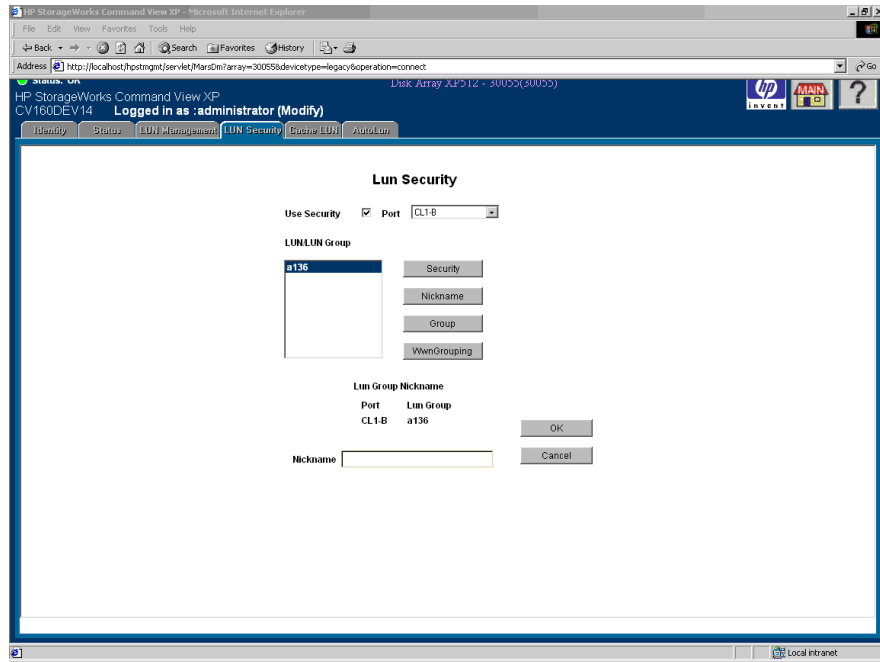 HP StorageWorks Command View XP - Microsoft Internet Explorer
File Edit View Favorites Tools Help
Back Search Favorites History
Address http://localhost/hpstmgmt/servlet/MarsDm?array=30055&devicetype=legacy&operation=connect Go
Status: OK Disk Array XP512 - 30055(30055)
HP StorageWorks Command View XP
CV160DEV14 Logged in as :administrator (Modify)
hp invent MAIN ?
Identity Status LUN Management LUN Security Cache LUN AutoLun
Lun Security
Use Security Port CL1-B
LUN/LUN Group
a136
Security
Nickname
Group
WwnGrouping
Lun Group Nickname
Port Lun Group
CL1-B a136
OK
Nickname Cancel
Local intranet